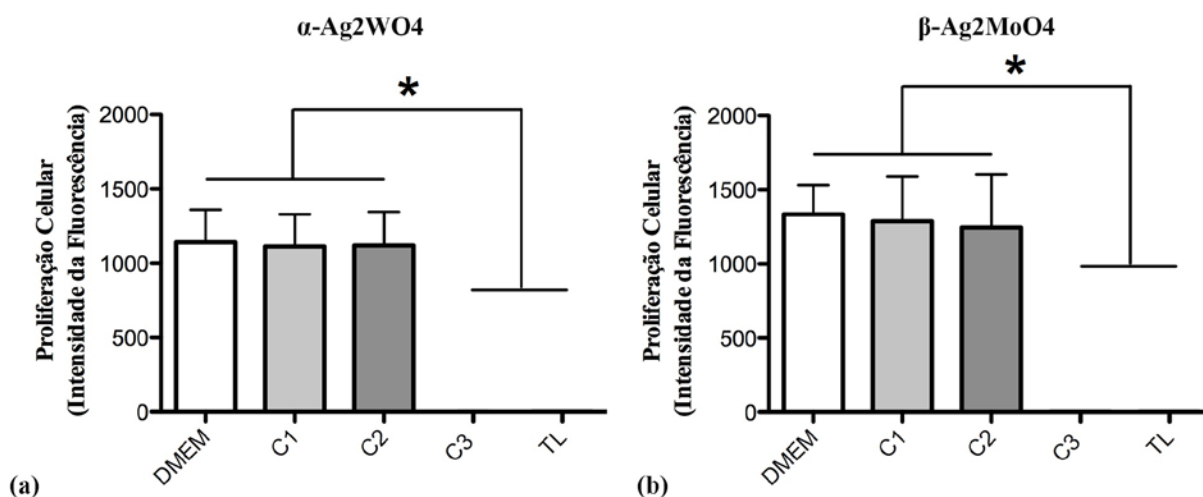 α-Ag2WO4
Proliferação Celular
(Intensidade da Fluorescência)
2000
1500
1000
500
0
*
DMEM
C1
C2
C3
TL
(a)
β-Ag2MoO4
Proliferação Celular
(Intensidade da Fluorescência)
2000
1500
1000
500
0
*
DMEM
C1
C2
C3
TL
(b)